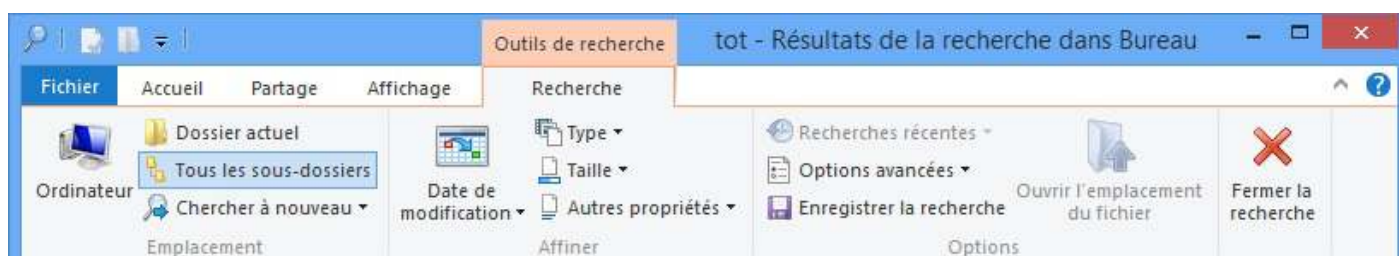 Outils de recherche
tot - Résultats de la recherche dans Bureau
Fichier Accueil Partage Affichage Recherche
Ordinateur
Dossier actuel
Tous les sous-dossiers
Chercher à nouveau
Emplacement
Date de
modification
Type
Taille
Autres propriétés
Affiner
Recherches récentes
Options avancées
Enregistrer la recherche
Ouvrir l'emplacement
du fichier
Options
Fermer la
recherche